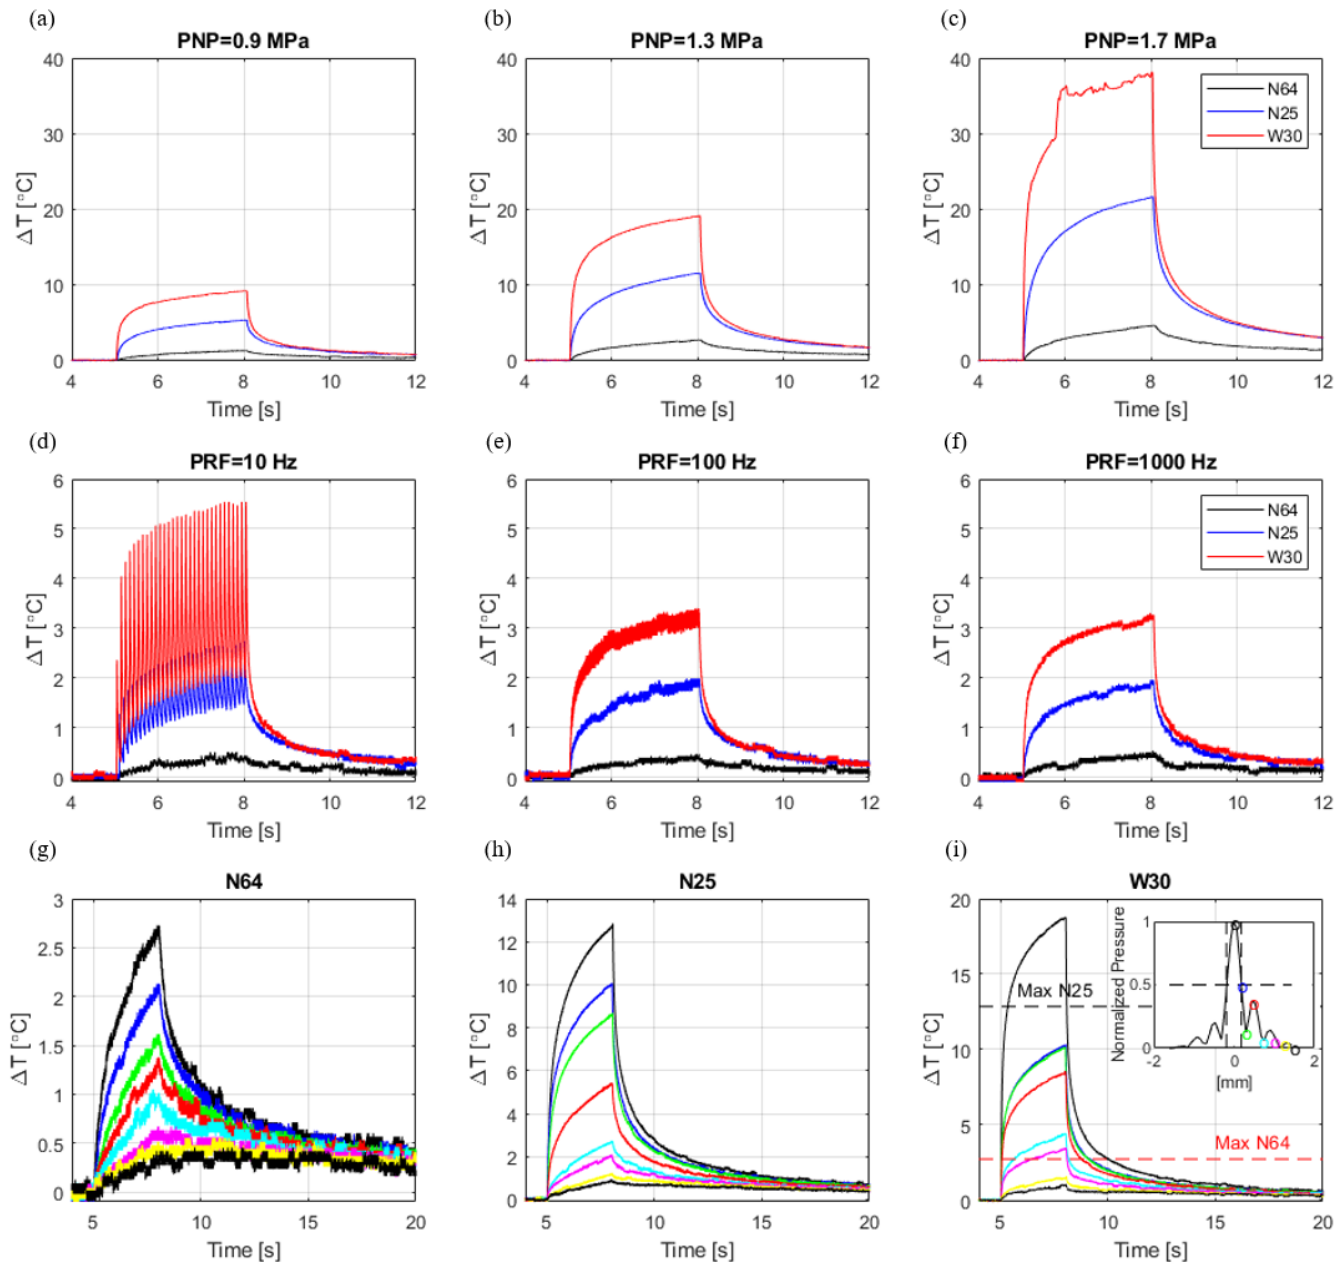 (a)
PNP=0.9 MPa
40
30
20
10
0
ΔT [▫C]
4 6 8 10 12
Time [s]
(b)
PNP=1.3 MPa
40
30
20
10
0
ΔT [▫C]
4 6 8 10 12
Time [s]
(c)
PNP=1.7 MPa
40
30
20
10
0
ΔT [▫C]
N64
N25
W30
4 6 8 10 12
Time [s]
(d)
PRF=10 Hz
6
5
4
3
2
1
0
ΔT [▫C]
4 6 8 10 12
Time [s]
(e)
PRF=100 Hz
6
5
4
3
2
1
0
ΔT [▫C]
4 6 8 10 12
Time [s]
(f)
PRF=1000 Hz
6
5
4
3
2
1
0
ΔT [▫C]
N64
N25
W30
4 6 8 10 12
Time [s]
(g)
N64
3
2.5
2
1.5
1
0.5
0
ΔT [▫C]
5 10 15 20
Time [s]
(h)
N25
14
12
10
8
6
4
2
0
ΔT [▫C]
5 10 15 20
Time [s]
(i)
W30
20
15
10
5
0
ΔT [▫C]
Max N25
Max N64
Normalized Pressure
1
0.5
0
-2 0 2
[mm]
5 10 15 20
Time [s]